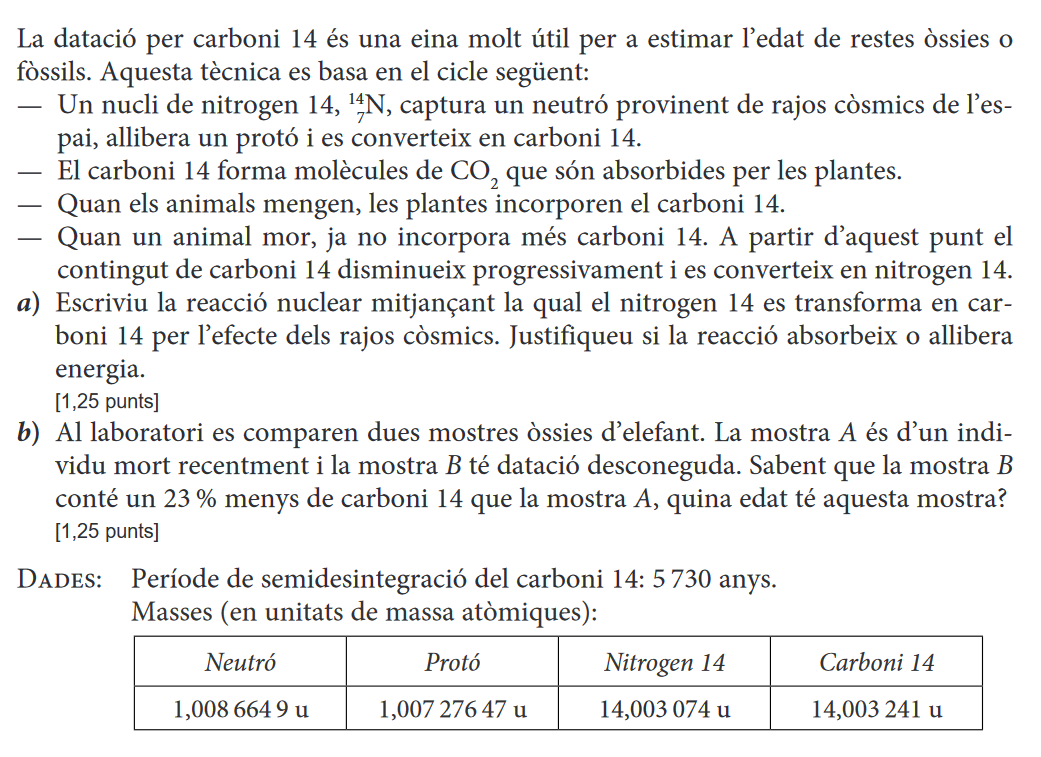 La datació per carboni 14 és una eina molt útil per a estimar l’edat de restes òssies o
fòssils. Aquesta tècnica es basa en el cicle següent:
— Un nucli de nitrogen 14, ¹⁴₇N, captura un neutró provinent de rajos còsmics de l’es-
pai, allibera un protó i es converteix en carboni 14.
— El carboni 14 forma molècules de CO₂ que són absorbides per les plantes.
— Quan els animals mengen, les plantes incorporen el carboni 14.
— Quan un animal mor, ja no incorpora més carboni 14. A partir d’aquest punt el
contingut de carboni 14 disminueix progressivament i es converteix en nitrogen 14.
a) Escriviu la reacció nuclear mitjançant la qual el nitrogen 14 es transforma en car-
boni 14 per l’efecte dels rajos còsmics. Justifiqueu si la reacció absorbeix o allibera
energia.
[1,25 punts]
b) Al laboratori es comparen dues mostres òssies d’elefant. La mostra A és d’un indi-
vidu mort recentment i la mostra B té datació desconeguda. Sabent que la mostra B
conté un 23 % menys de carboni 14 que la mostra A, quina edat té aquesta mostra?
[1,25 punts]
DADES: Període de semidesintegració del carboni 14: 5 730 anys.
Masses (en unitats de massa atòmiques):
Neutró Protó Nitrogen 14 Carboni 14
1,008 664 9 u 1,007 276 47 u 14,003 074 u 14,003 241 u